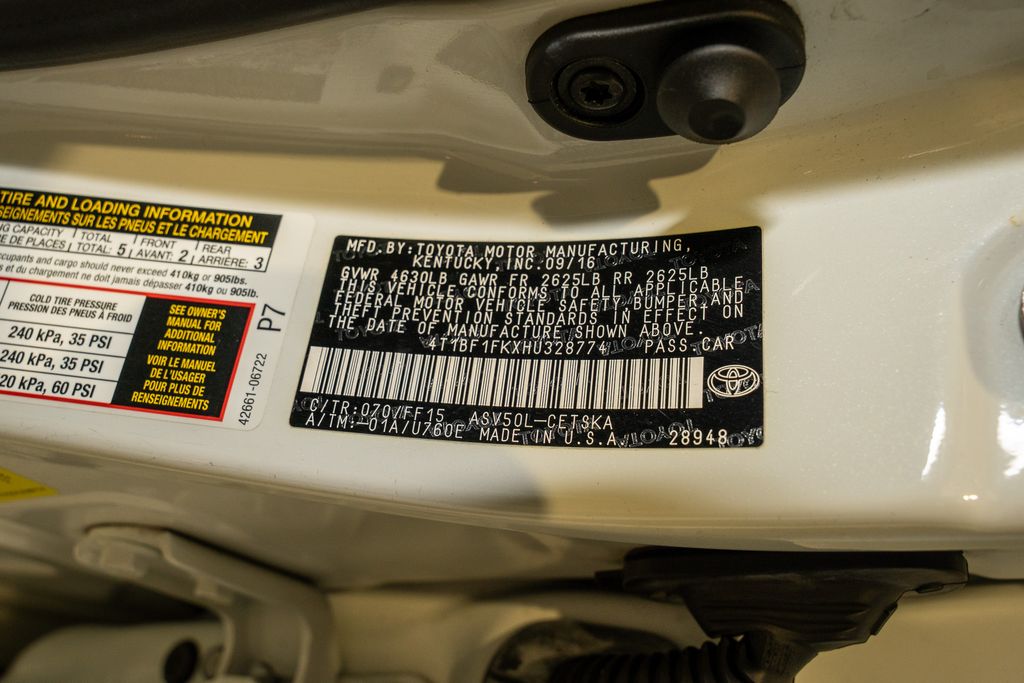 TIRE AND LOADING INFORMATION
SEIGNEMENTS SUR LES PNEUS ET LE CHARGEMENT
NG CAPACITY TOTAL FRONT REAR
DE PLACES TOTAL: 5 AVANT: 2 ARRIÈRE: 3
ccupants and cargo should never exceed 410kg or 905lbs.
s et du chargement ne doit jamais dépasser 410kg ou 905lb.
COLD TIRE PRESSURE
PRESSION DES PNEUS À FROID
240 kPa, 35 PSI
240 kPa, 35 PSI
20 kPa, 60 PSI
SEE OWNER'S
MANUAL FOR
ADDITIONAL
INFORMATION
VOIR LE MANUEL
DE L'USAGER
POUR PLUS DE
RENSEIGNEMENTS
P7
42661-06722
MFD. BY: TOYOTA MOTOR MANUFACTURING,
KENTUCKY, INC. 09/16
GVWR 4630LB GAWR FR 2625LB RR 2625LB
THIS VEHICLE CONFORMS TO ALL APPLICABLE
FEDERAL MOTOR VEHICLE SAFETY, BUMPER, AND
THEFT PREVENTION STANDARDS IN EFFECT ON
THE DATE OF MANUFACTURE SHOWN ABOVE.
4T1BF1FKXHU328774 PASS. CAR
C/TR: 070/FF15 ASV50L-CETSKA
A/TM: -01A/U760E MADE IN U.S.A. 28948